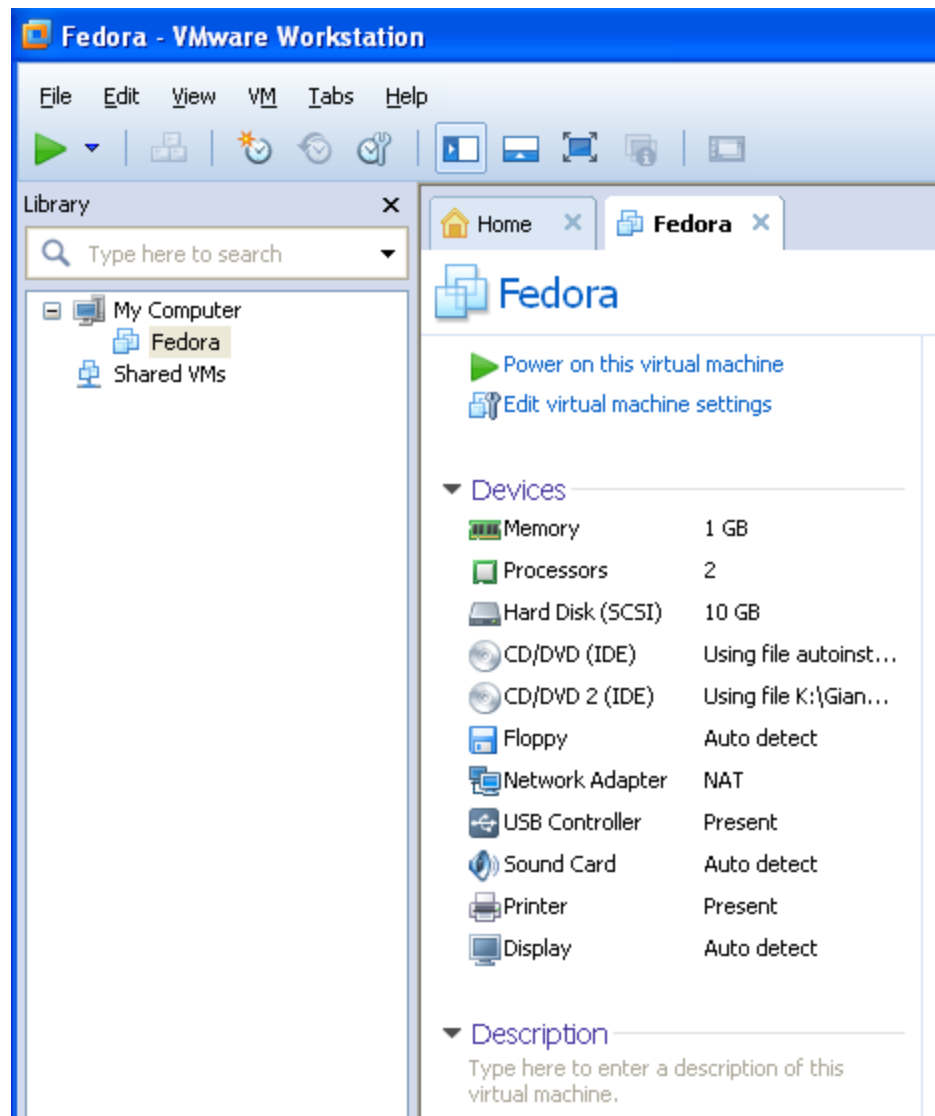 Fedora - VMware Workstation
File Edit View VM Tabs Help
Library
Type here to search
My Computer
Fedora
Shared VMs
Home
Fedora
Fedora
Power on this virtual machine
Edit virtual machine settings
Devices
Memory 1 GB
Processors 2
Hard Disk (SCSI) 10 GB
CD/DVD (IDE) Using file autoinst...
CD/DVD 2 (IDE) Using file K:\Gian...
Floppy Auto detect
Network Adapter NAT
USB Controller Present
Sound Card Auto detect
Printer Present
Display Auto detect
Description
Type here to enter a description of this
virtual machine.